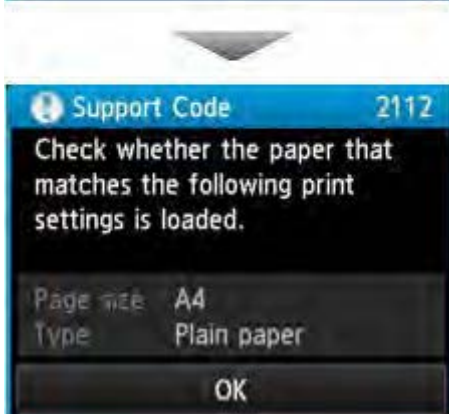 Support Code 2112
Check whether the paper that
matches the following print
settings is loaded.
Page size A4
Type Plain paper
OK